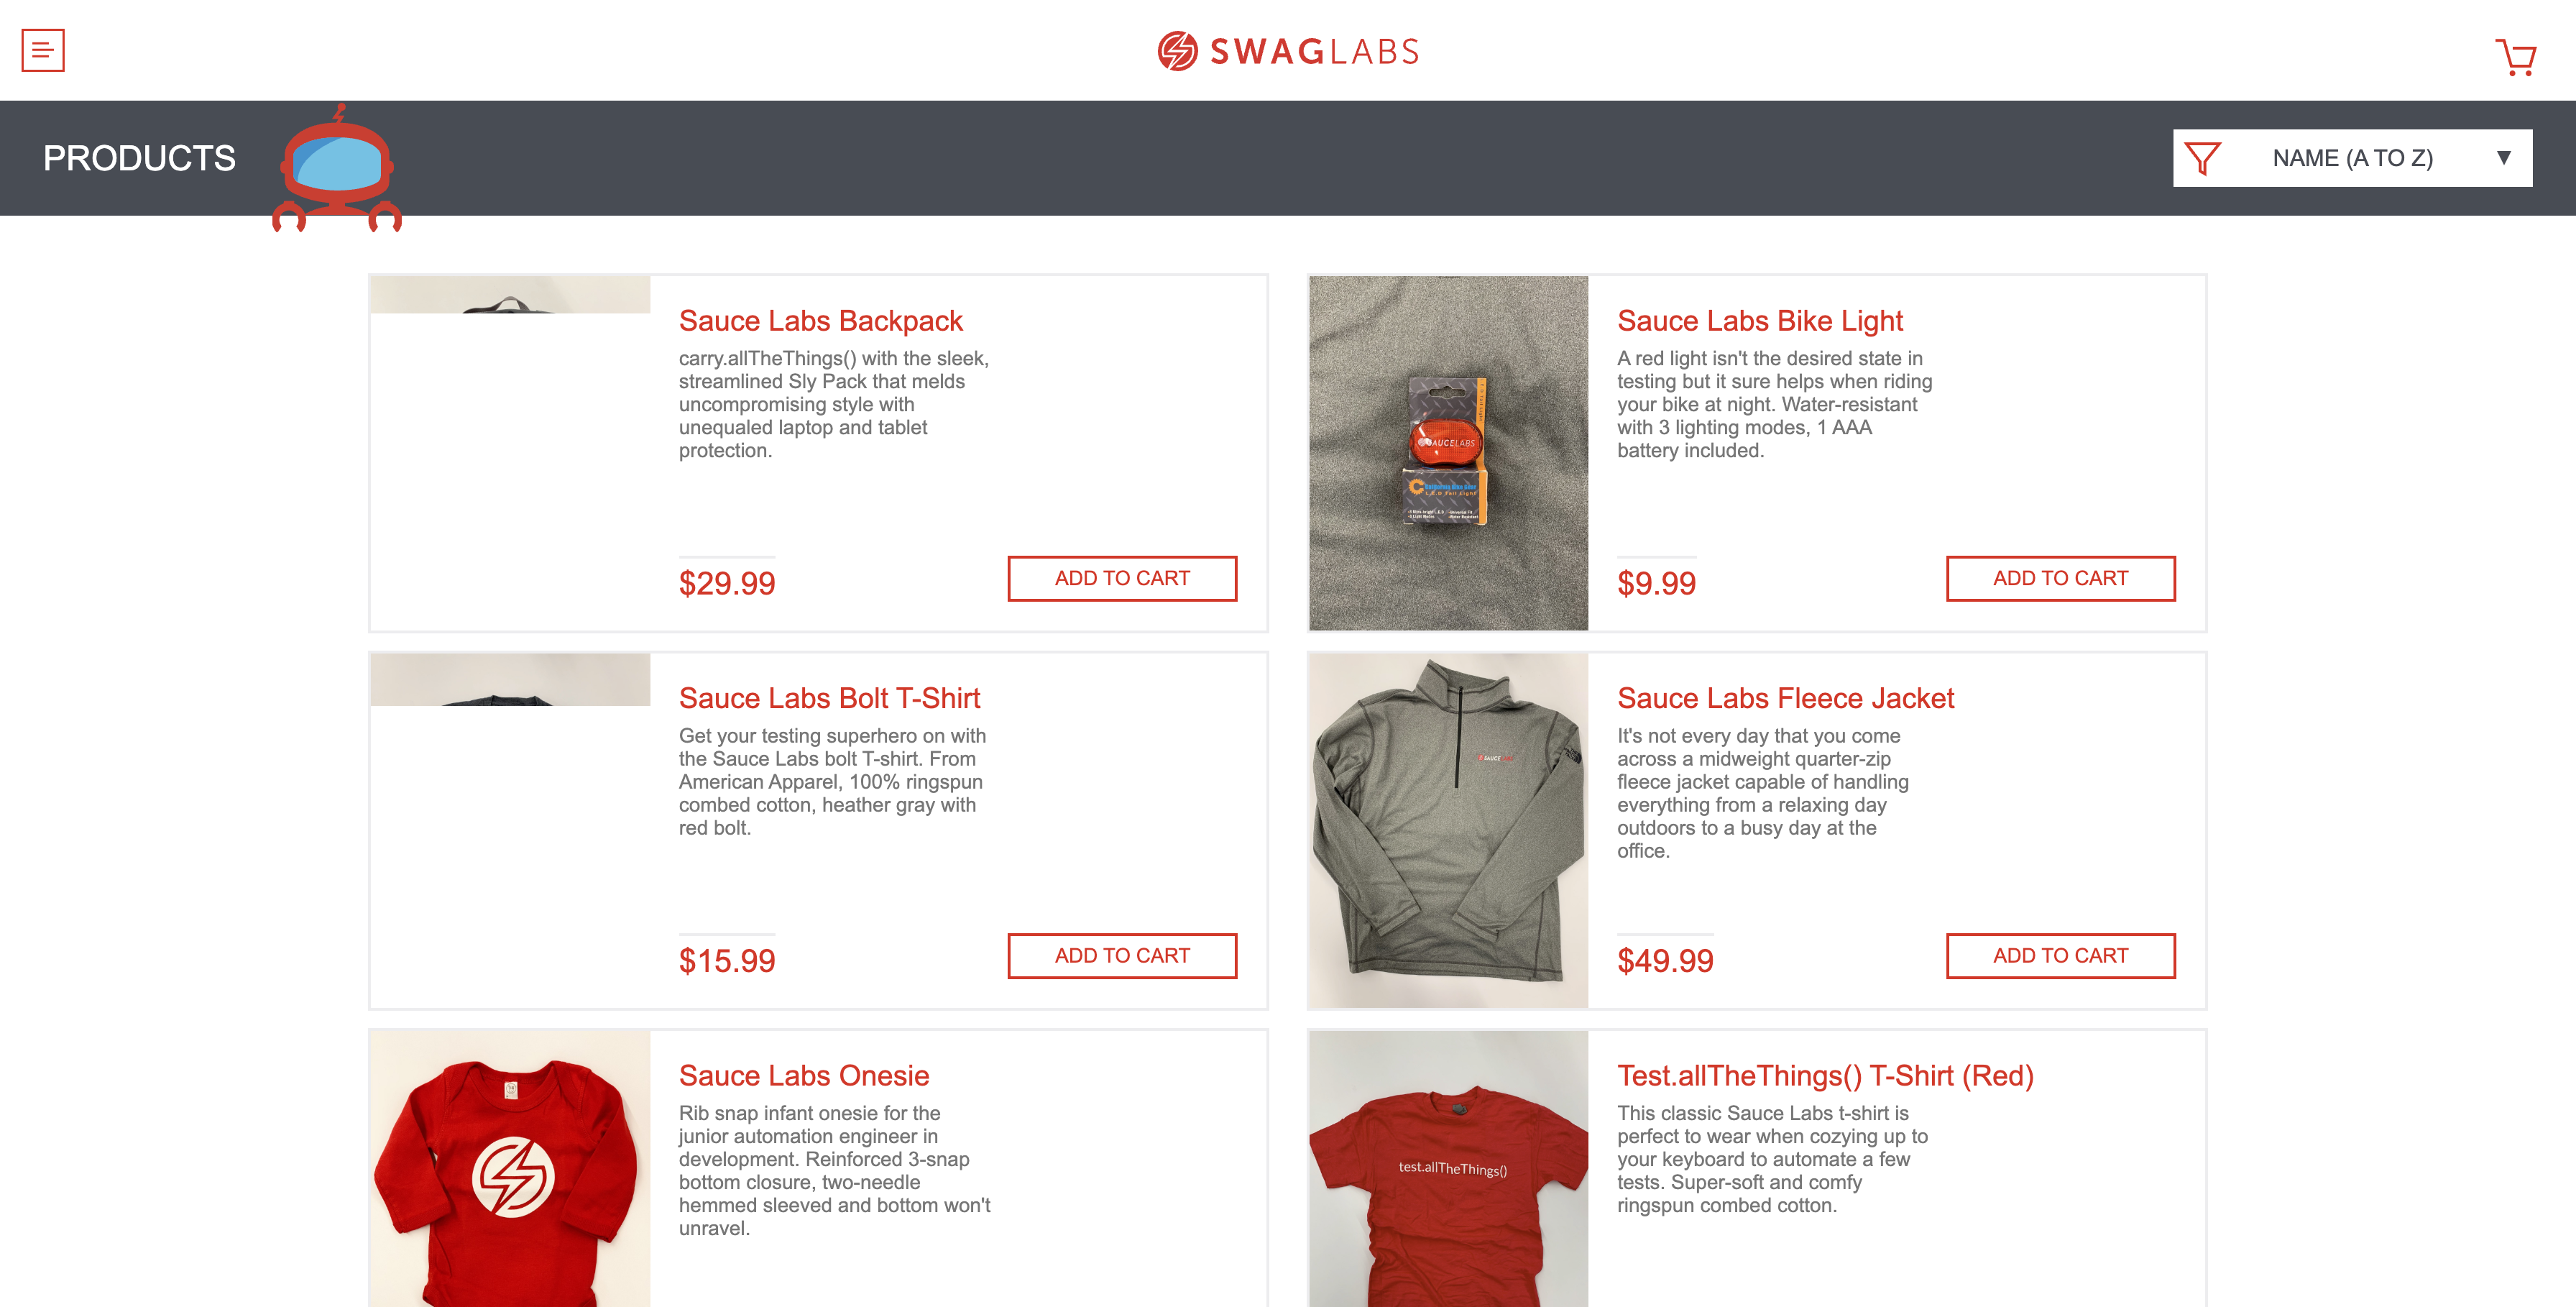 SWAGLABS
PRODUCTS
NAME (A TO Z)
Sauce Labs Backpack
carry.allTheThings() with the sleek,
streamlined Sly Pack that melds
uncompromising style with
unequaled laptop and tablet
protection.
$29.99
ADD TO CART
SAUCELABS
Sauce Labs Bike Light
A red light isn't the desired state in
testing but it sure helps when riding
your bike at night. Water-resistant
with 3 lighting modes, 1 AAA
battery included.
$9.99
ADD TO CART
Sauce Labs Bolt T-Shirt
Get your testing superhero on with
the Sauce Labs bolt T-shirt. From
American Apparel, 100% ringspun
combed cotton, heather gray with
red bolt.
$15.99
ADD TO CART
SAUCELABS
Sauce Labs Fleece Jacket
It's not every day that you come
across a midweight quarter-zip
fleece jacket capable of handling
everything from a relaxing day
outdoors to a busy day at the
office.
$49.99
ADD TO CART
Sauce Labs Onesie
Rib snap infant onesie for the
junior automation engineer in
development. Reinforced 3-snap
bottom closure, two-needle
hemmed sleeved and bottom won't
unravel.
test.allTheThings()
Test.allTheThings() T-Shirt (Red)
This classic Sauce Labs t-shirt is
perfect to wear when cozying up to
your keyboard to automate a few
tests. Super-soft and comfy
ringspun combed cotton.